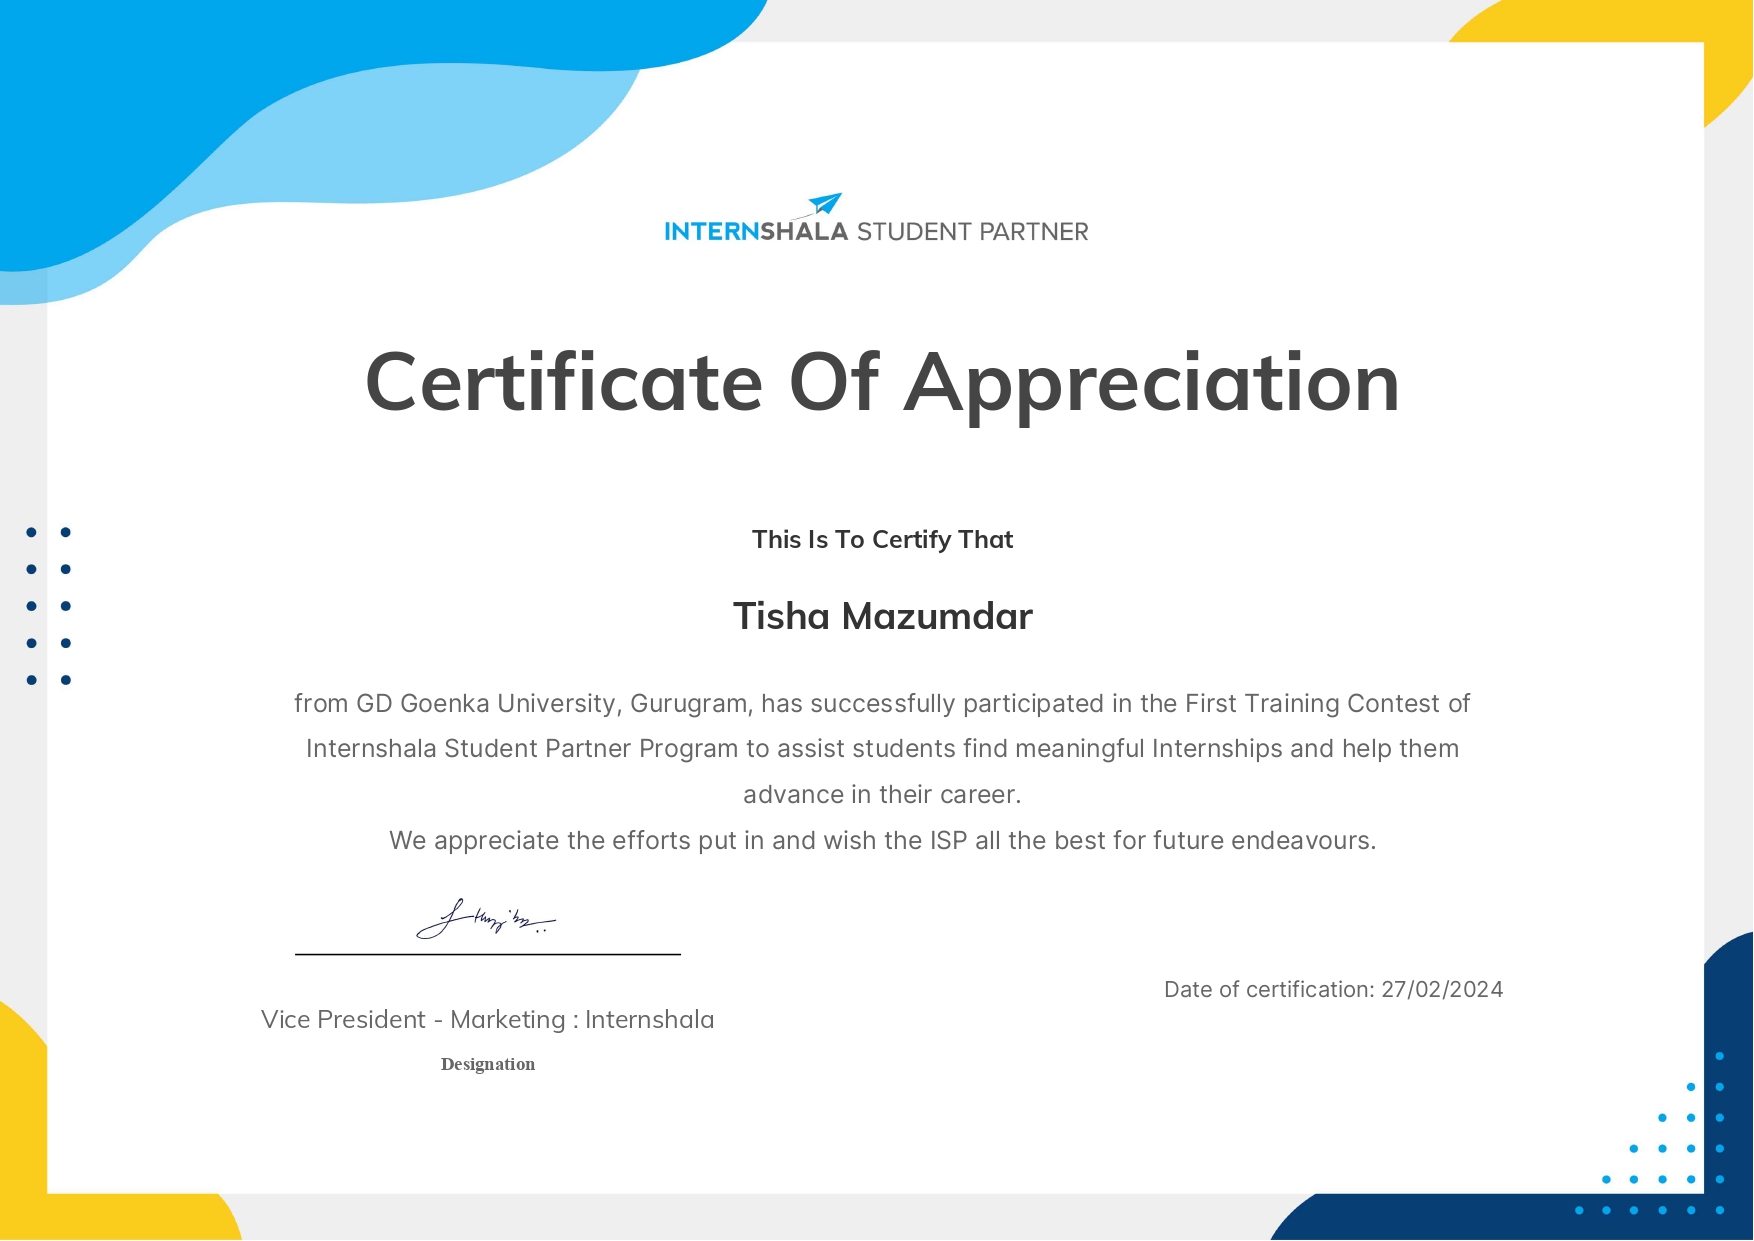 INTERNSHALA STUDENT PARTNER
Certificate Of Appreciation
This Is To Certify That
Tisha Mazumdar
from GD Goenka University, Gurugram, has successfully participated in the First Training Contest of
Internshala Student Partner Program to assist students find meaningful Internships and help them
advance in their career.
We appreciate the efforts put in and wish the ISP all the best for future endeavours.
Date of certification: 27/02/2024
Vice President - Marketing : Internshala
Designation